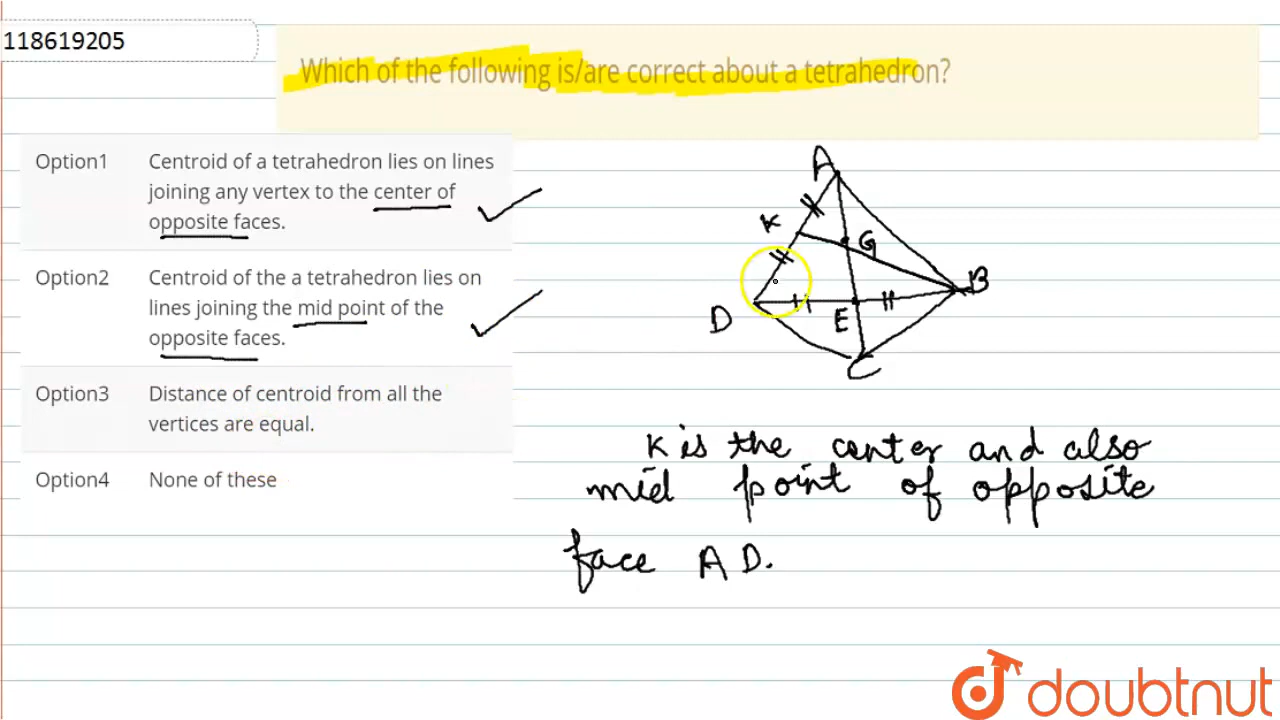 118619205
Which of the following is/are correct about a tetrahedron?
Option1 Centroid of a tetrahedron lies on lines
joining any vertex to the center of
opposite faces.
Option2 Centroid of the a tetrahedron lies on
lines joining the mid point of the
opposite faces.
Option3 Distance of centroid from all the
vertices are equal.
Option4 None of these
A
K
G
B
D
E
C
K is the center and also
mid point of opposite
face AD.
doubtnut